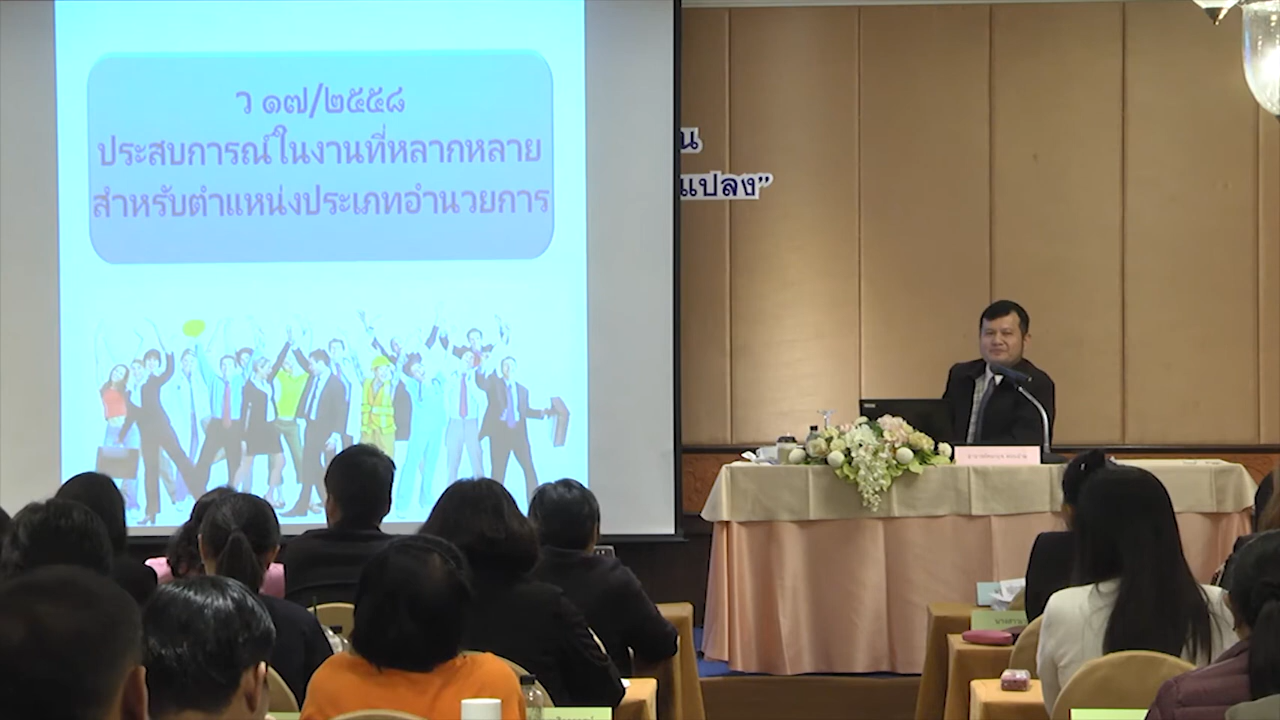 ว ๑๗/๒๕๕๘
ประสบการณ์ในงานที่หลากหลาย
สำหรับตำแหน่งประเภทอำนวยการ
น
แปลง”